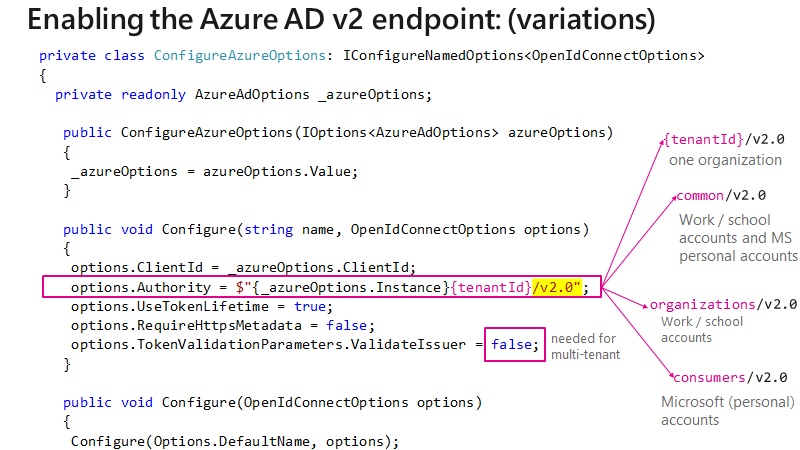 Enabling the Azure AD v2 endpoint: (variations)
private class ConfigureAzureOptions: IConfigureNamedOptions<OpenIdConnectOptions>
{
private readonly AzureAdOptions _azureOptions;
public ConfigureAzureOptions(IOptions<AzureAdOptions> azureOptions)
{
_azureOptions = azureOptions.Value;
}
public void Configure(string name, OpenIdConnectOptions options)
{
options.ClientId = _azureOptions.ClientId;
options.Authority = $"{_azureOptions.Instance}{tenantId}/v2.0";
options.UseTokenLifetime = true;
options.RequireHttpsMetadata = false;
options.TokenValidationParameters.ValidateIssuer = false;
}
public void Configure(OpenIdConnectOptions options)
{
Configure(Options.DefaultName, options);
needed for
multi-tenant
{tenantId}/v2.0
one organization
common/v2.0
Work / school
accounts and MS
personal accounts
organizations/v2.0
Work / school
accounts
consumers/v2.0
Microsoft (personal)
accounts